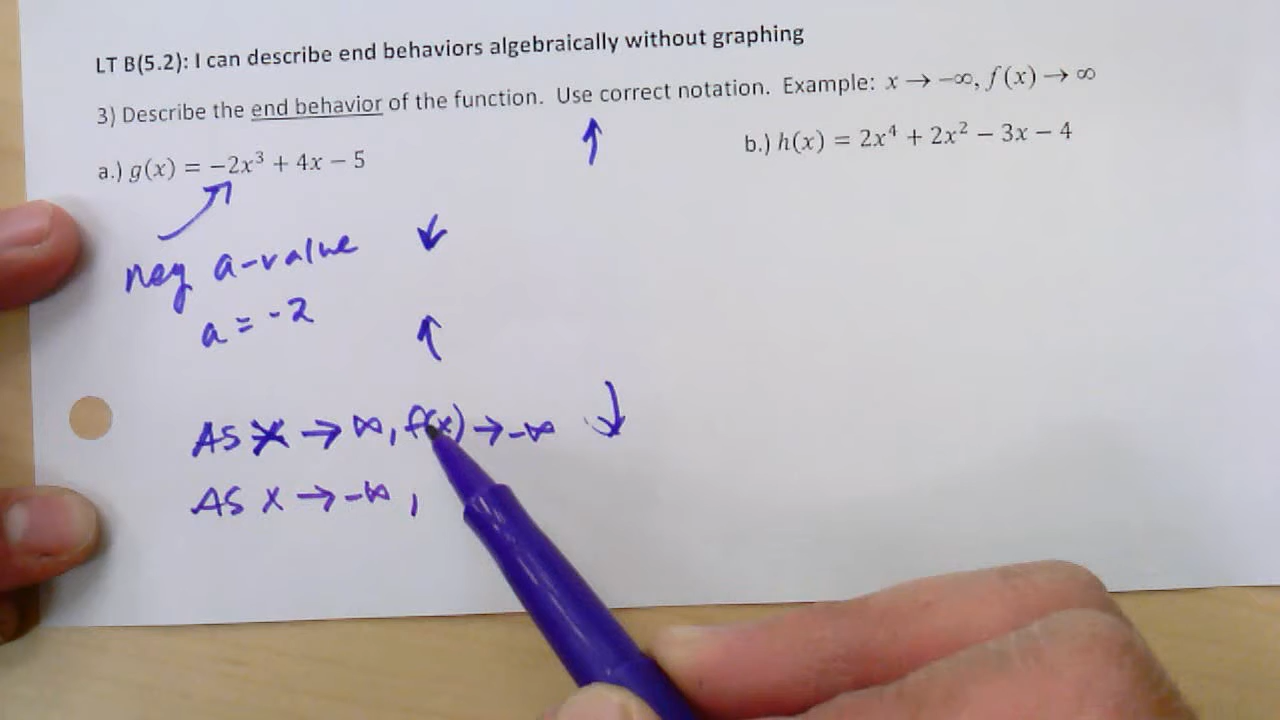 LT B(5.2): I can describe end behaviors algebraically without graphing
3) Describe the end behavior of the function. Use correct notation. Example: x → −∞, f(x) → ∞
a.) g(x) = −2x³ + 4x − 5
b.) h(x) = 2x⁴ + 2x² − 3x − 4
neg a-value
a = -2
AS X → ∞, f(x) → -∞
AS X → -∞,